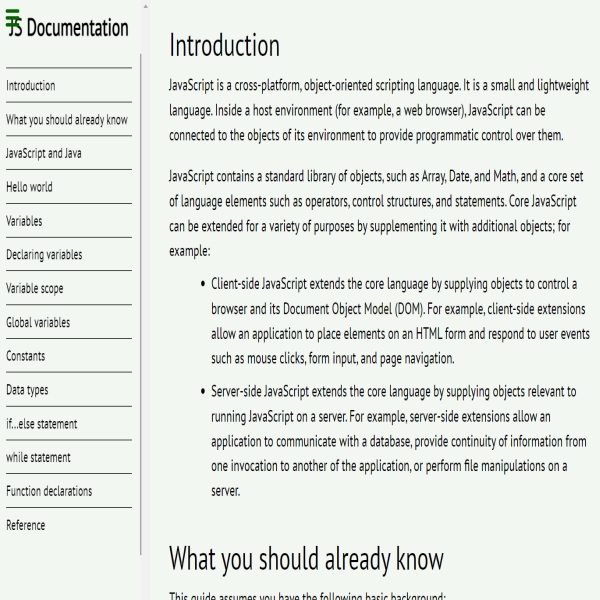 JS Documentation
Introduction
What you should already know
JavaScript and Java
Hello world
Variables
Declaring variables
Variable scope
Global variables
Constants
Data types
if...else statement
while statement
Function declarations
Reference
Introduction
JavaScript is a cross-platform, object-oriented scripting language. It is a small and lightweight
language. Inside a host environment (for example, a web browser), JavaScript can be
connected to the objects of its environment to provide programmatic control over them.
JavaScript contains a standard library of objects, such as Array, Date, and Math, and a core set
of language elements such as operators, control structures, and statements. Core JavaScript
can be extended for a variety of purposes by supplementing it with additional objects; for
example:
• Client-side JavaScript extends the core language by supplying objects to control a
browser and its Document Object Model (DOM). For example, client-side extensions
allow an application to place elements on an HTML form and respond to user events
such as mouse clicks, form input, and page navigation.
• Server-side JavaScript extends the core language by supplying objects relevant to
running JavaScript on a server. For example, server-side extensions allow an
application to communicate with a database, provide continuity of information from
one invocation to another of the application, or perform file manipulations on a
server.
What you should already know
This guide assumes you have the following basic background: